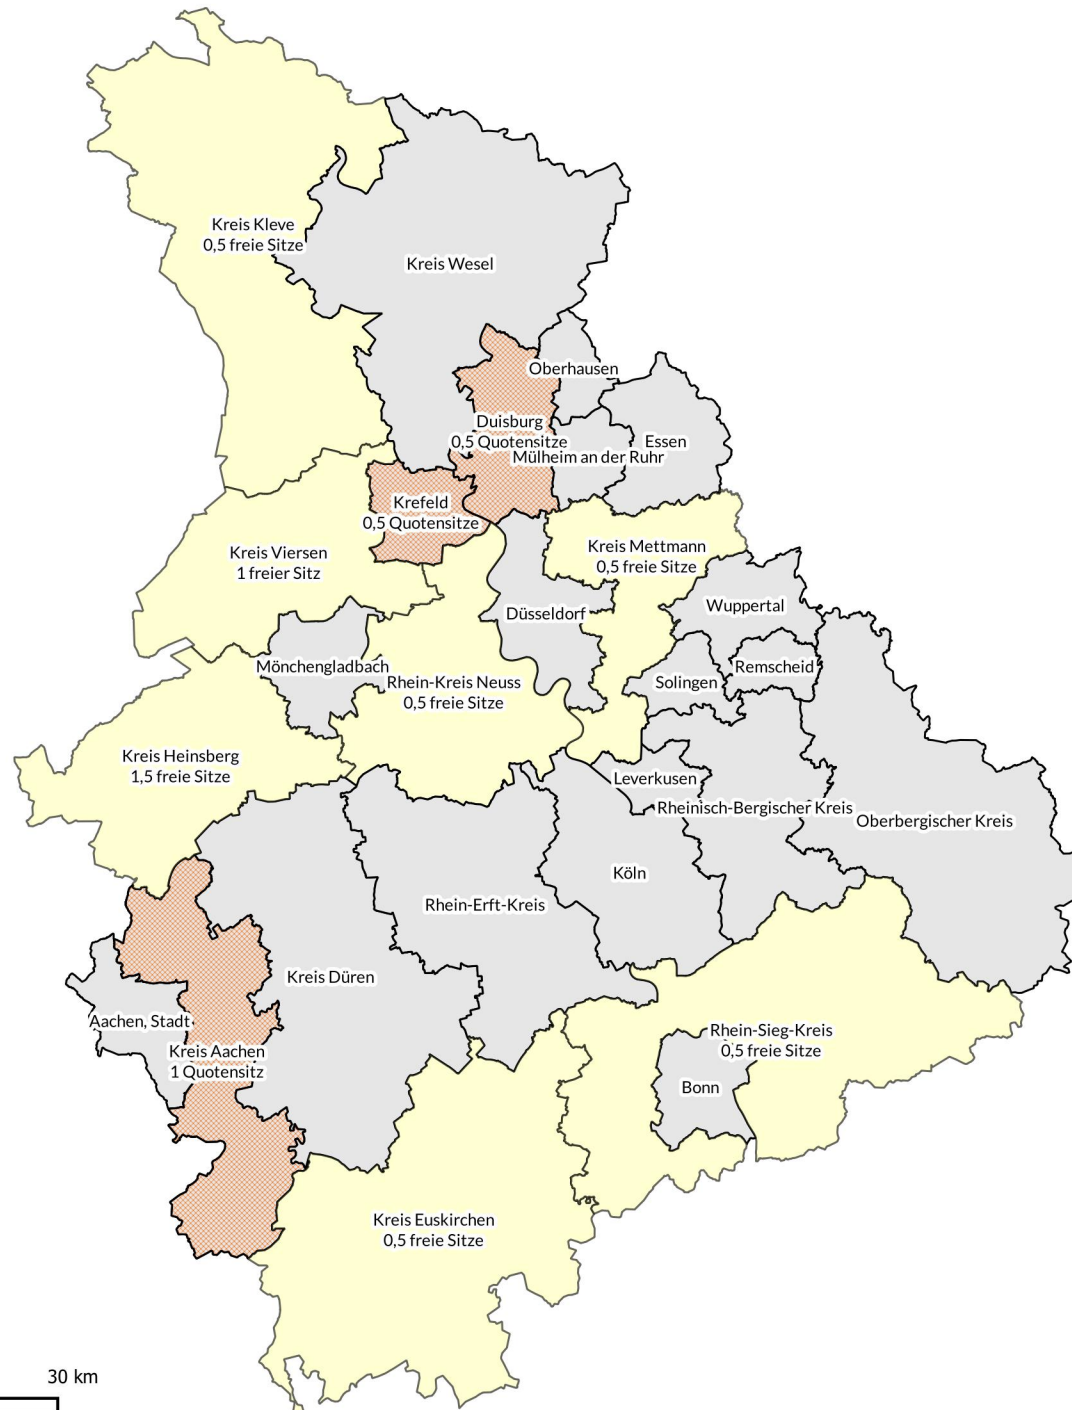 Kreis Kleve
0,5 freie Sitze
Kreis Wesel
Oberhausen
Duisburg
0,5 Quotensitze
Essen
Mülheim an der Ruhr
Krefeld
0,5 Quotensitze
Kreis Viersen
1 freier Sitz
Kreis Mettmann
0,5 freie Sitze
Düsseldorf
Wuppertal
Mönchengladbach
Remscheid
Solingen
Rhein-Kreis Neuss
0,5 freie Sitze
Kreis Heinsberg
1,5 freie Sitze
Leverkusen
Rheinisch-Bergischer Kreis
Oberbergischer Kreis
Köln
Rhein-Erft-Kreis
Kreis Düren
Aachen, Stadt
Kreis Aachen
1 Quotensitz
Rhein-Sieg-Kreis
0,5 freie Sitze
Bonn
Kreis Euskirchen
0,5 freie Sitze
30 km